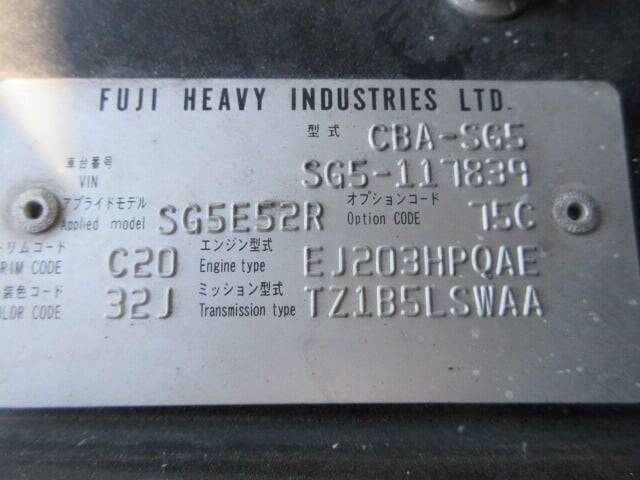 FUJI HEAVY INDUSTRIES LTD.
型式 CBA-SG5
車台番号
VIN SG5-117839
アプライドモデル オプションコード
Applied model SG5E52R Option CODE 75C
トリムコード エンジン型式
TRIM CODE C20 Engine type EJ203HPQAE
装色コード ミッション型式
COLOR CODE 32J Transmission type TZ1B5LSWAA